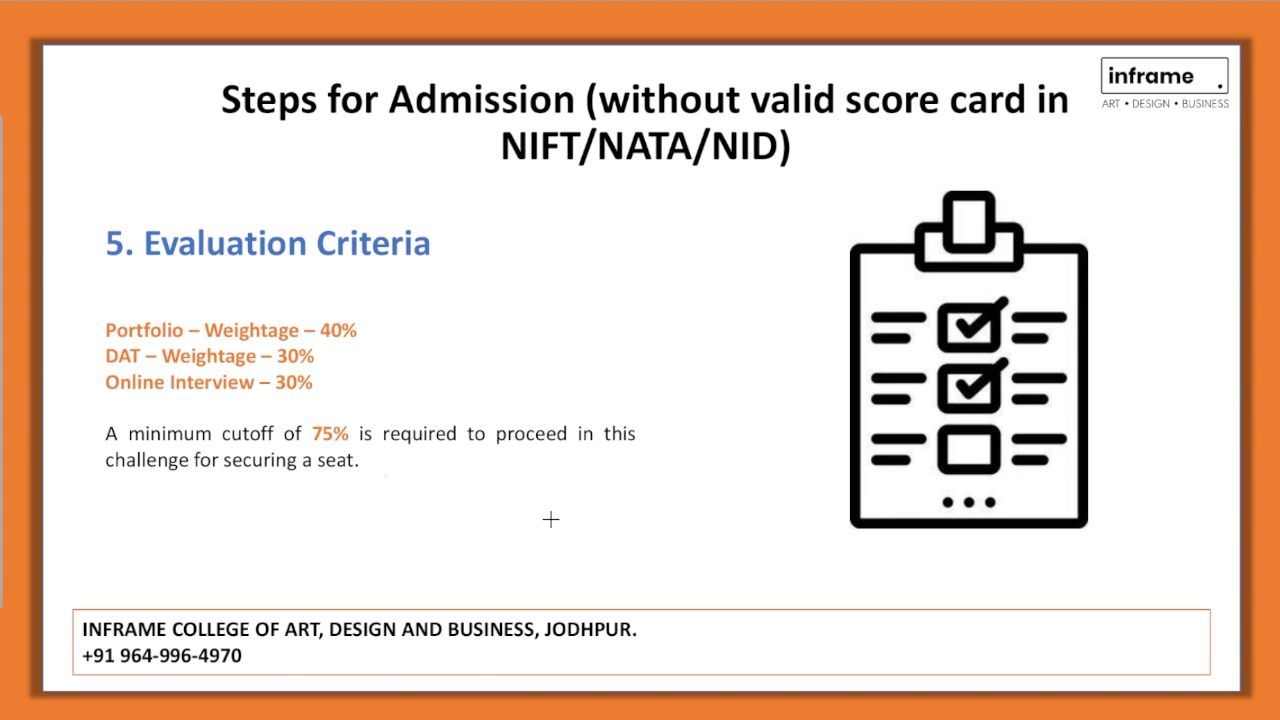 inframe .
ART • DESIGN • BUSINESS
Steps for Admission (without valid score card in
NIFT/NATA/NID)
5. Evaluation Criteria
Portfolio – Weightage – 40%
DAT – Weightage – 30%
Online Interview – 30%
A minimum cutoff of 75% is required to proceed in this
challenge for securing a seat.
INFRAME COLLEGE OF ART, DESIGN AND BUSINESS, JODHPUR.
+91 964-996-4970